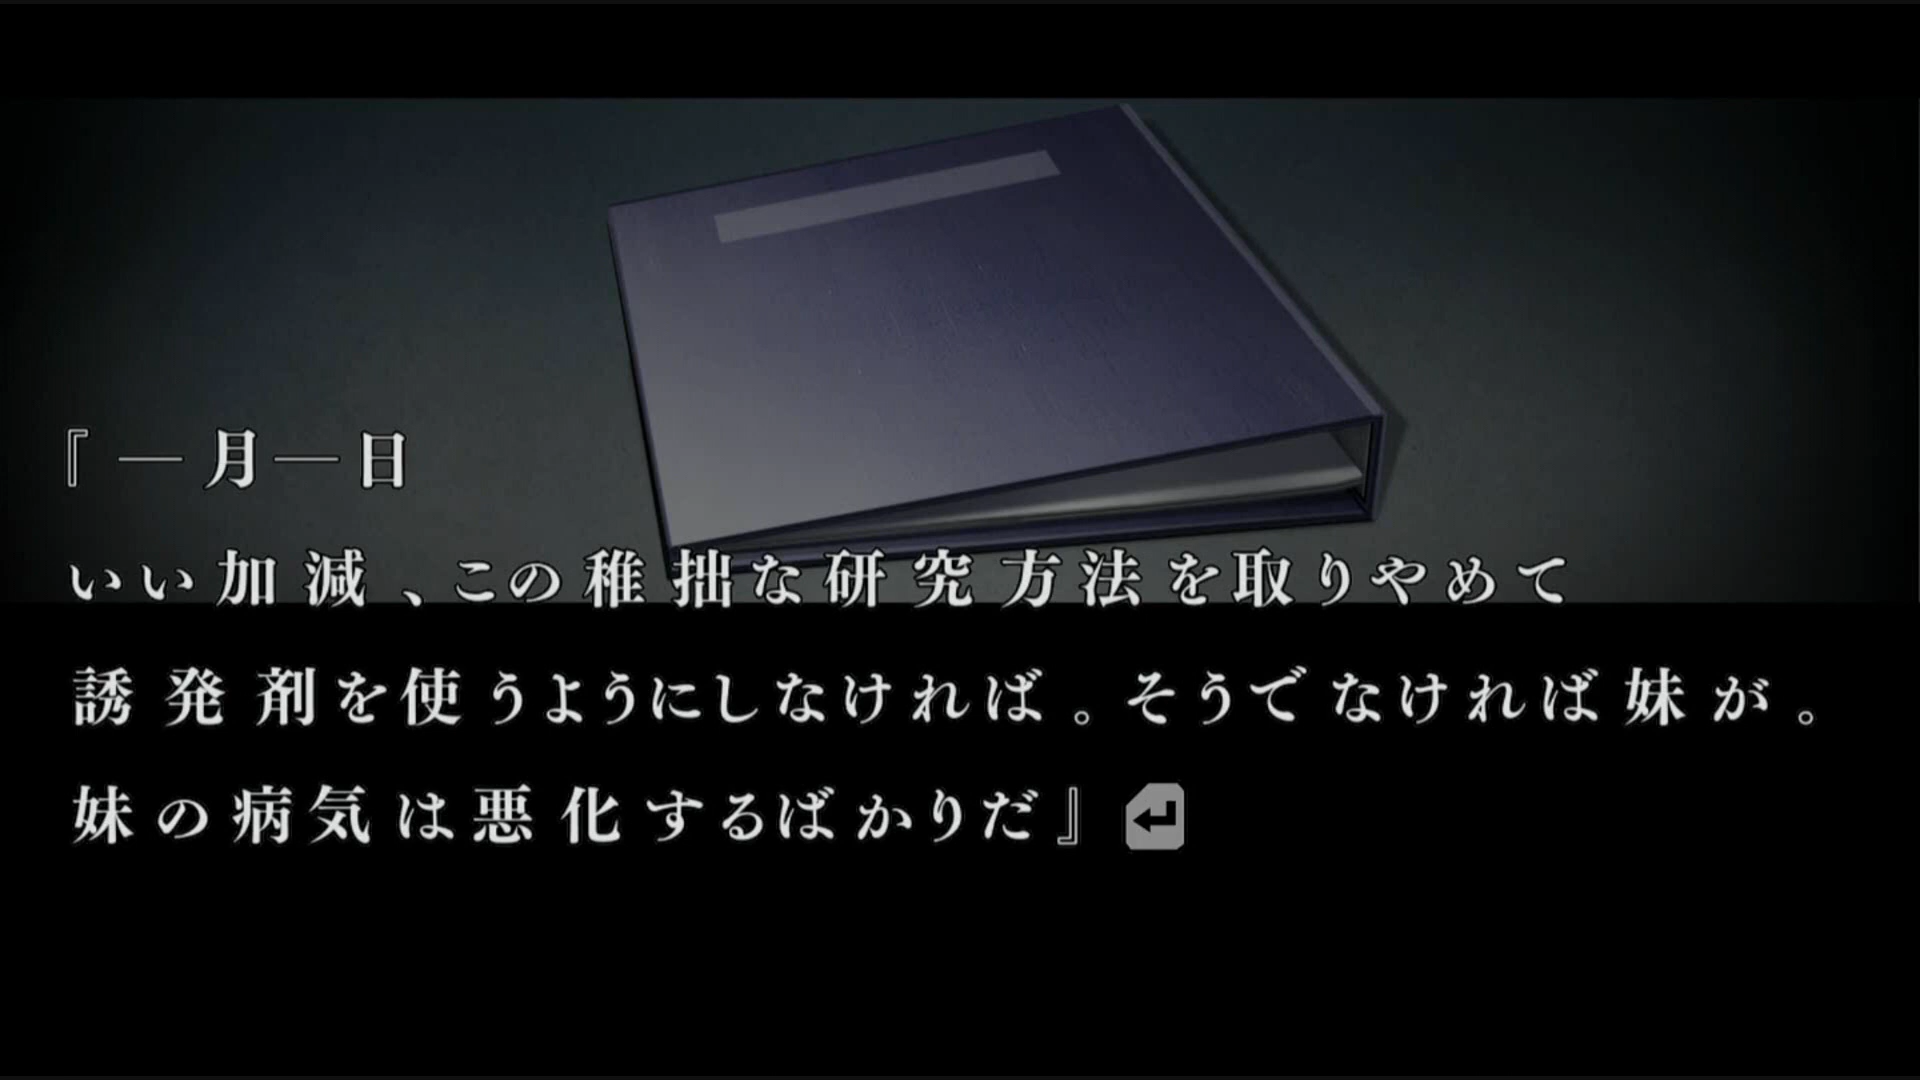 『―月―日
いい加減、この稚拙な研究方法を取りやめて
誘発剤を使うようにしなければ。そうでなければ妹が。
妹の病気は悪化するばかりだ』